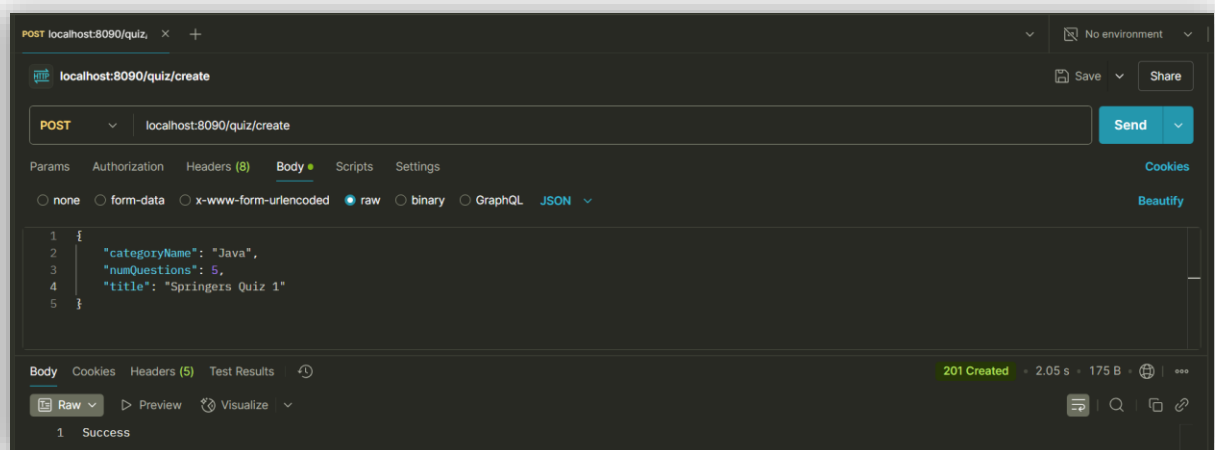 POST localhost:8090/quiz,
No environment
HTTP localhost:8090/quiz/create
Save Share
POST localhost:8090/quiz/create Send
Params Authorization Headers (8) Body Scripts Settings Cookies
none form-data x-www-form-urlencoded raw binary GraphQL JSON Beautify
1 {
2 "categoryName": "Java",
3 "numQuestions": 5,
4 "title": "Springers Quiz 1"
5 }
Body Cookies Headers (5) Test Results 201 Created 2.05 s 175 B
Raw Preview Visualize
1 Success